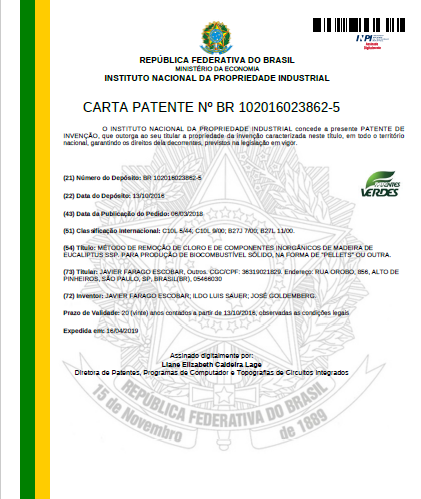 INPI
Assinado
Digitalmente
REPÚBLICA FEDERATIVA DO BRASIL
MINISTÉRIO DA ECONOMIA
INSTITUTO NACIONAL DA PROPRIEDADE INDUSTRIAL
CARTA PATENTE Nº BR 102016023862-5
O INSTITUTO NACIONAL DA PROPRIEDADE INDUSTRIAL concede a presente PATENTE DE
INVENÇÃO, que outorga ao seu titular a propriedade da invenção caracterizada neste título, em todo o território
nacional, garantindo os direitos dela decorrentes, previstos na legislação em vigor.
(21) Número do Depósito: BR 102016023862-5
(22) Data do Depósito: 13/10/2016
(43) Data da Publicação do Pedido: 06/03/2018
(51) Classificação Internacional: C10L 5/44; C10L 9/00; B27J 7/00; B27L 11/00.
(54) Título: MÉTODO DE REMOÇÃO DE CLORO E DE COMPONENTES INORGÂNICOS DE MADEIRA DE
EUCALIPTUS SSP. PARA PRODUÇÃO DE BIOCOMBUSTÍVEL SÓLIDO, NA FORMA DE "PELLETS" OU CHIPS
(73) Titular: JAVIER FARAGO ESCOBAR, Outros. CGC/CPF: 36319021829. Endereço: RUA OROBO, 856, ALTO DE
PINHEIROS, SÃO PAULO, SP, BRASIL(BR), 05466030
(72) Inventor: JAVIER FARAGO ESCOBAR; ILDO LUIS SAUER; JOSÉ GOLDEMBERG.
Prazo de Validade: 20 (vinte) anos contados a partir de 13/10/2016, observadas as condições legais
Expedida em: 16/04/2019
PATENTES
VERDES
Assinado digitalmente por:
Liane Elizabeth Caldeira Lage
Diretora de Patentes, Programas de Computador e Topografias de Circuitos Integrados
REPÚBLICA FEDERATIVA DO BRASIL
15 de Novembro
de 1889